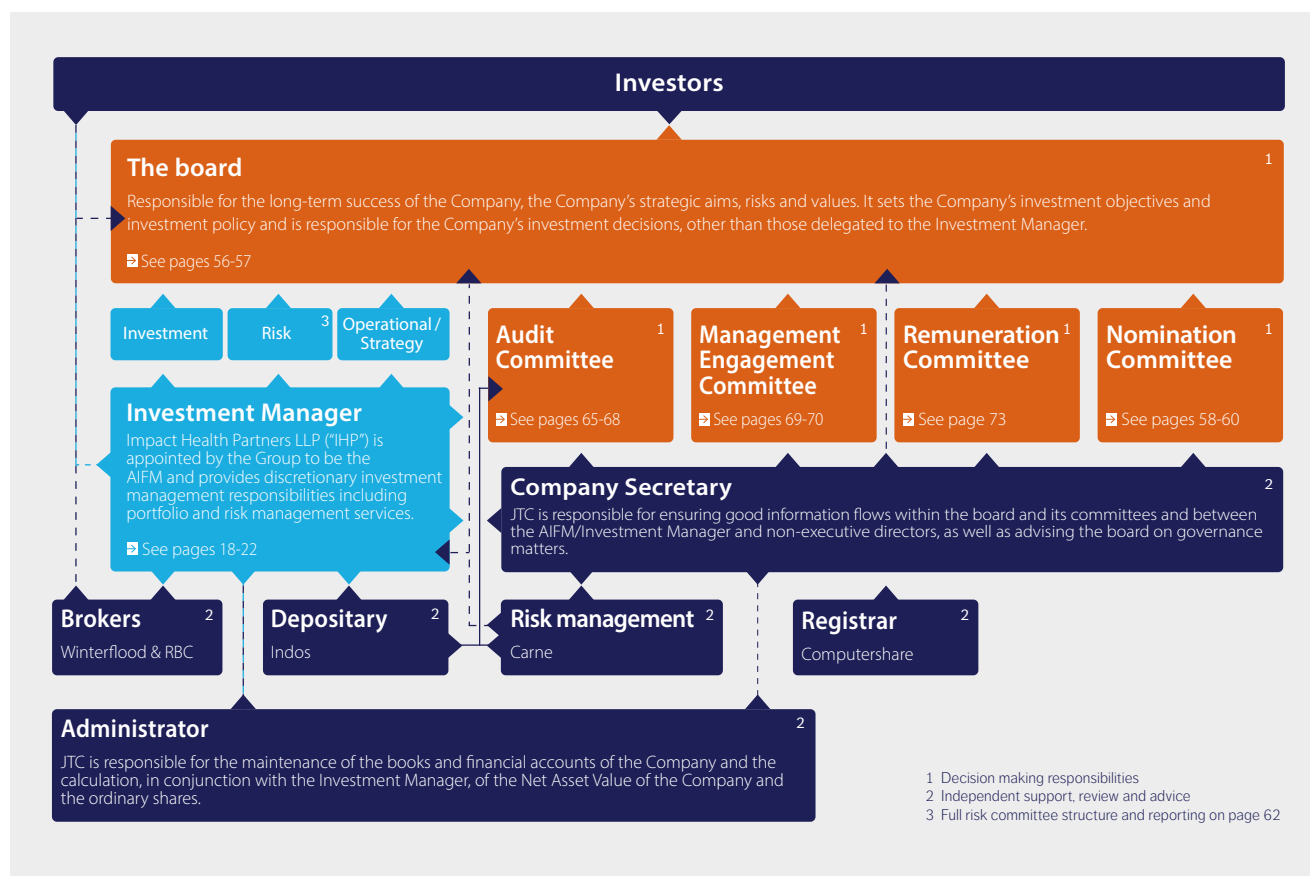 Investors
The board
1
Responsible for the long-term success of the Company, the Company’s strategic aims, risks and values. It sets the Company’s investment objectives and
investment policy and is responsible for the Company’s investment decisions, other than those delegated to the Investment Manager.
See pages 56-57
Investment
Risk
3
Operational /
Strategy
Audit
Committee
1
See pages 65-68
Management
Engagement
Committee
1
See pages 69-70
Remuneration
Committee
1
See page 73
Nomination
Committee
1
See pages 58-60
Investment Manager
Impact Health Partners LLP (“IHP”) is
appointed by the Group to be the
AIFM and provides discretionary investment
management responsibilities including
portfolio and risk management services.
See pages 18-22
Company Secretary
2
JTC is responsible for ensuring good information flows within the board and its committees and between
the AIFM/Investment Manager and non-executive directors, as well as advising the board on governance
matters.
Brokers
2
Winterflood & RBC
Depositary
2
Indos
Risk management
2
Carne
Registrar
2
Computershare
Administrator
2
JTC is responsible for the maintenance of the books and financial accounts of the Company and the
calculation, in conjunction with the Investment Manager, of the Net Asset Value of the Company and
the ordinary shares.
1 Decision making responsibilities
2 Independent support, review and advice
3 Full risk committee structure and reporting on page 62